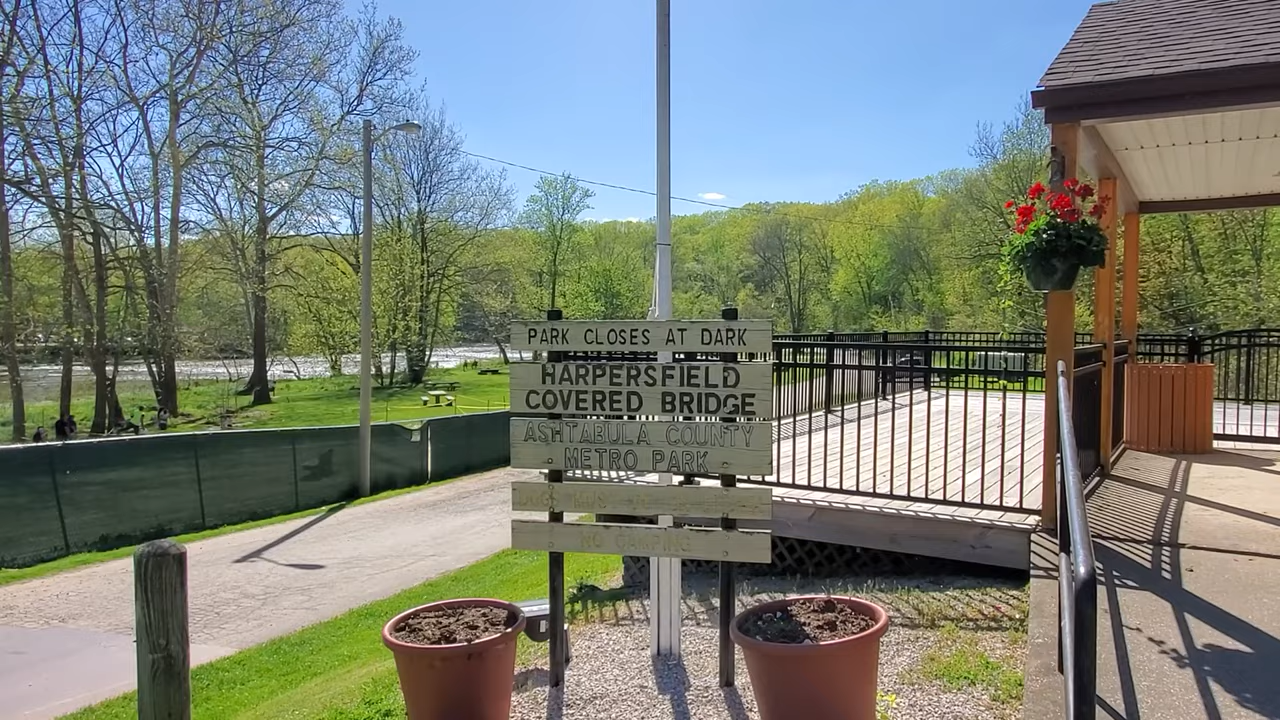 PARK CLOSES AT DARK
HARPERSFIELD
COVERED BRIDGE
ASHTABULA COUNTY
METRO PARK
NO CAMPING